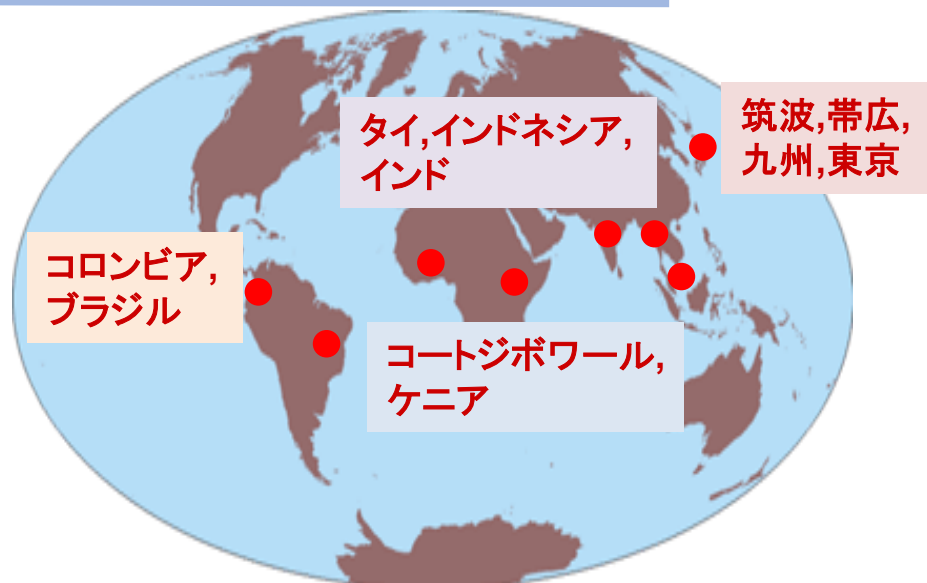 タイ,インドネシア,
インド
筑波,帯広,
九州,東京
コロンビア,
ブラジル
コートジボワール,
ケニア